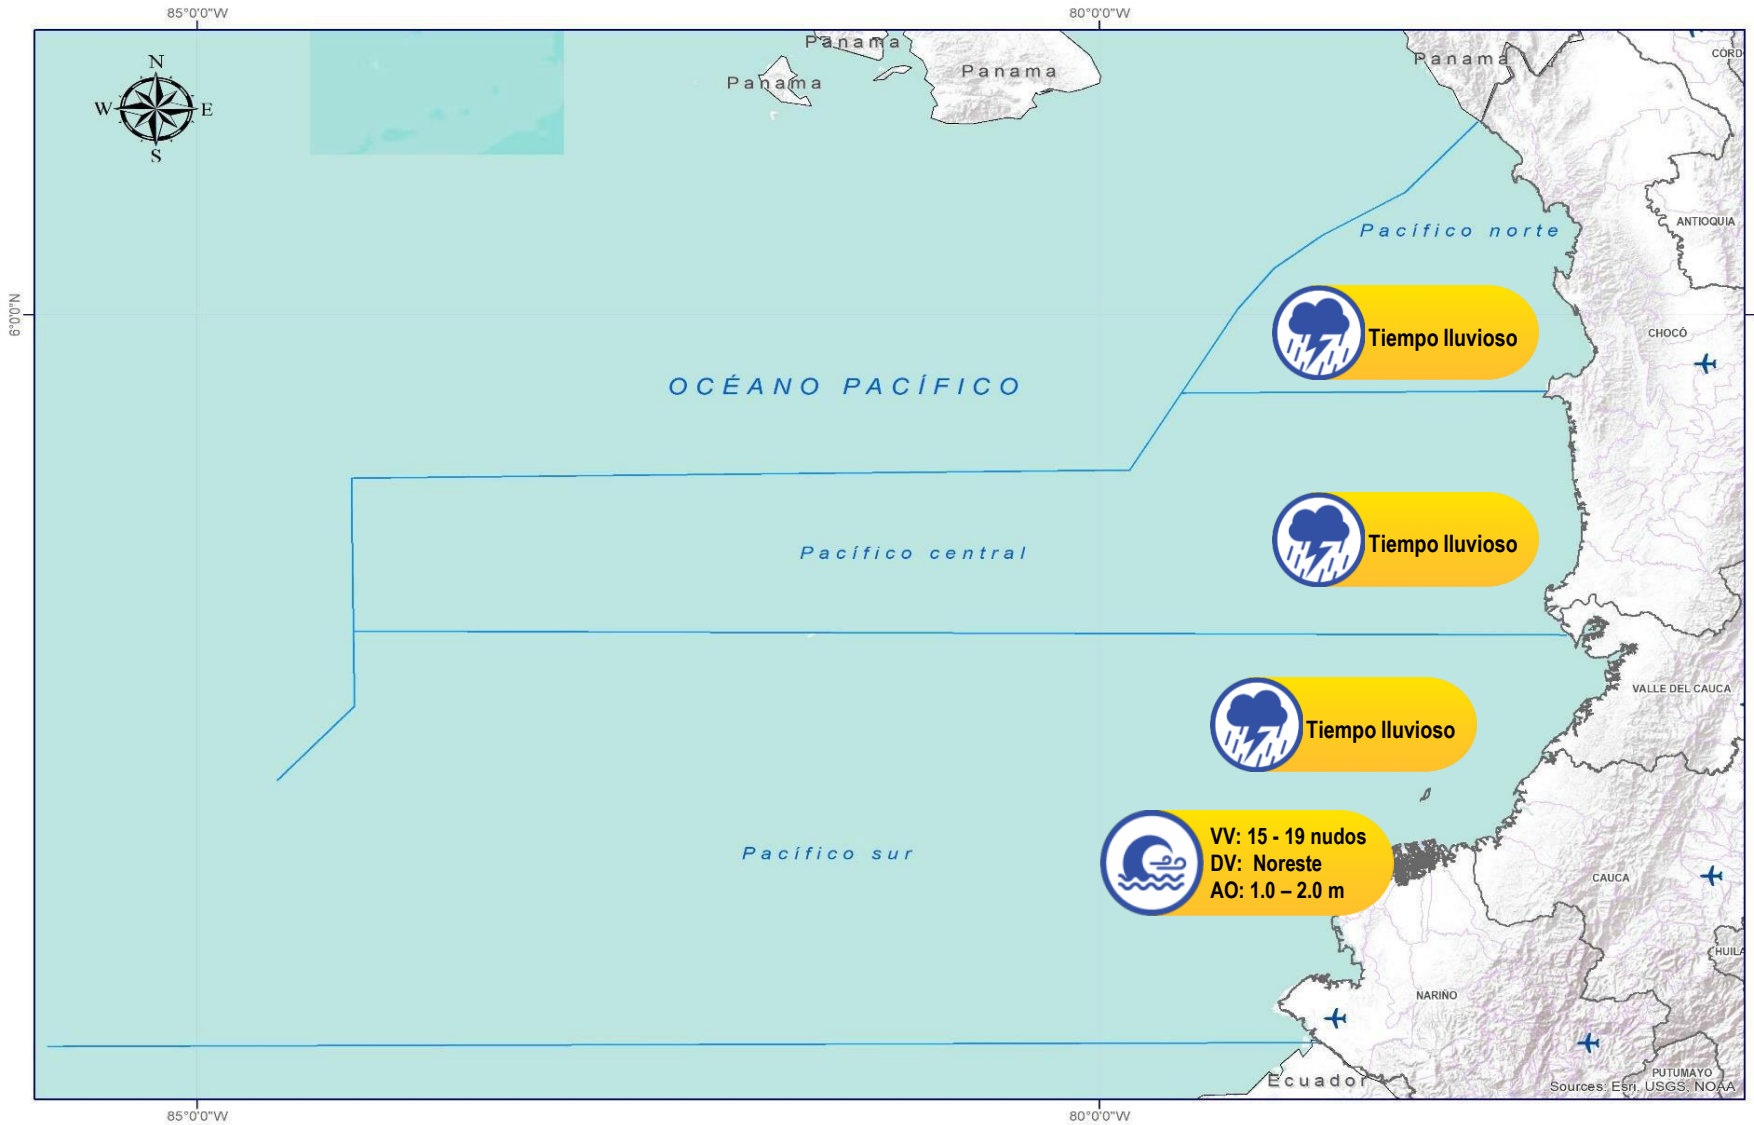 85°0'0"W
80°0'0"W
N
W
E
S
Panama
Panama
Panama
Panama
CORD
ANTIOQUIA
Pacífico norte
6°0'0"N
Tiempo lluvioso
CHOCÓ
OCÉANO PACÍFICO
Pacífico central
Tiempo lluvioso
VALLE DEL CAUCA
Tiempo lluvioso
VV: 15 - 19 nudos
DV: Noreste
AO: 1.0 – 2.0 m
Pacífico sur
CAUCA
HUILA
NARIÑO
PUTUMAYO
Ecuador
Sources: Esri, USGS, NOAA
85°0'0"W
80°0'0"W